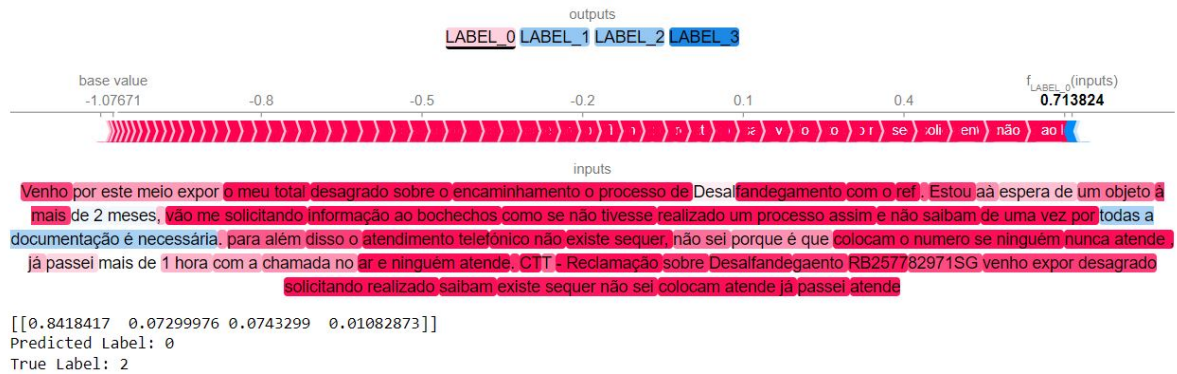 outputs
LABEL_0 LABEL_1 LABEL_2 LABEL_3
base value
f LABEL_0 (inputs)
-1.07671 -0.8 -0.5 -0.2 0.1 0.4 0.713824
se soli não ao
inputs
Venho por este meio expor o meu total desagrado sobre o encaminhamento o processo de Desalfandegamento com o ref . Estou aà espera de um objeto à
mais de 2 meses, vão me solicitando informação ao bochechos como se não tivesse realizado um processo assim e não saibam de uma vez por todas a
documentação é necessária. para além disso o atendimento telefónico não existe sequer, não sei porque é que colocam o numero se ninguém nunca atende ,
já passei mais de 1 hora com a chamada no ar e ninguém atende. CTT - Reclamação sobre Desalfandegaento RB257782971SG venho expor desagrado
solicitando realizado saibam existe sequer não sei colocam atende já passei atende
[[0.8418417 0.07299976 0.0743299 0.01082873]]
Predicted Label: 0
True Label: 2